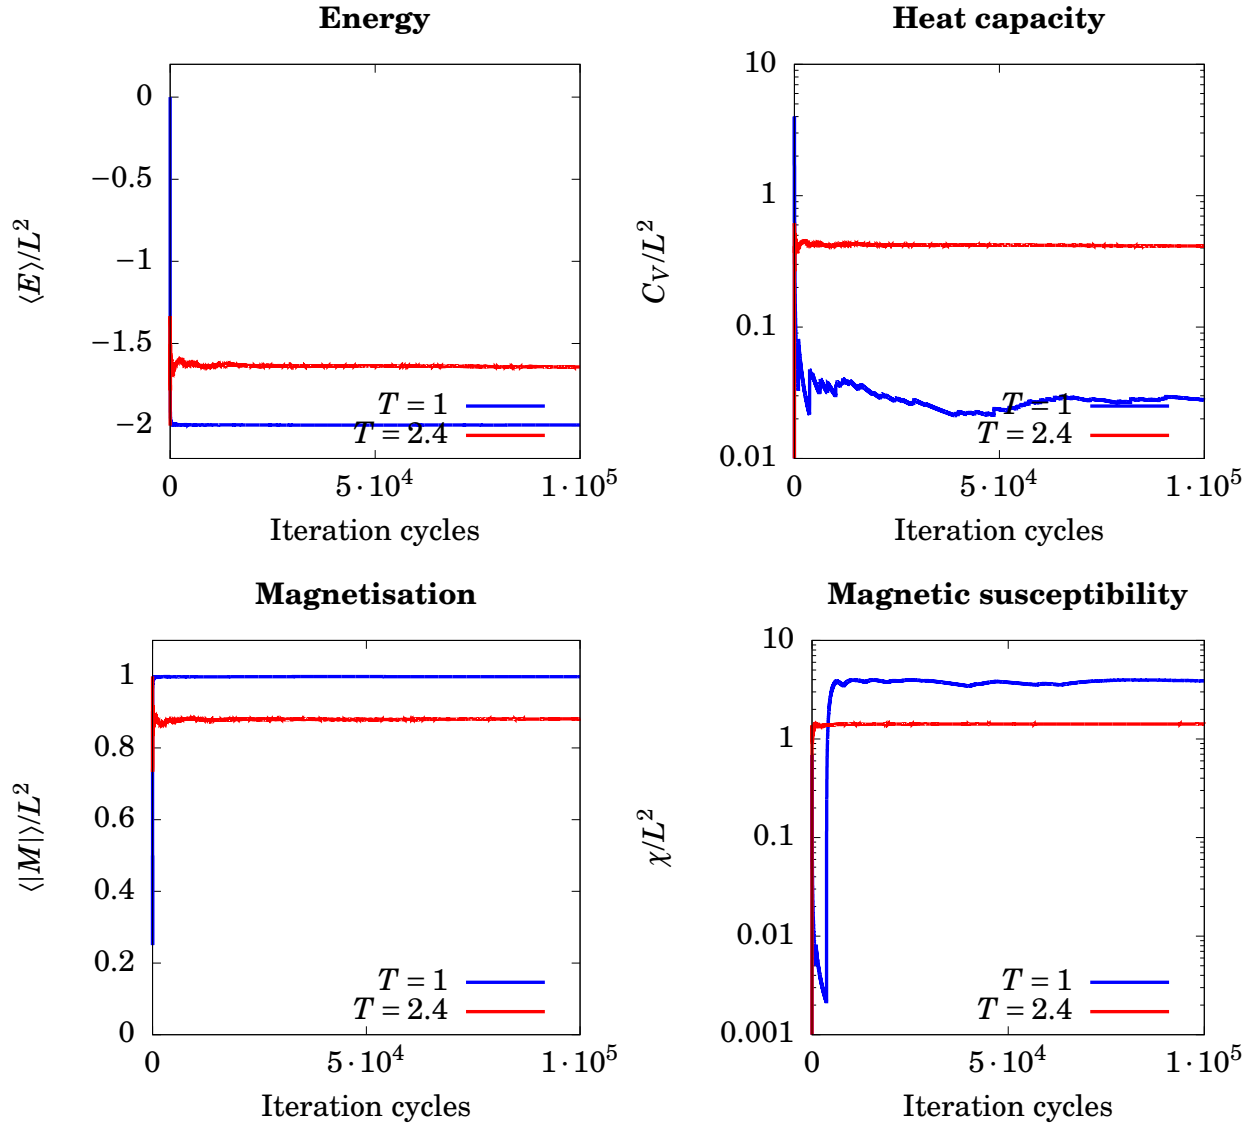 Energy
0
−0.5
−1
−1.5
−2
⟨E⟩/L²
T = 1
T = 2.4
0
5·10⁴
1·10⁵
Iteration cycles
Heat capacity
10
1
0.1
0.01
C_V/L²
T = 1
T = 2.4
0
5·10⁴
1·10⁵
Iteration cycles
Magnetisation
1
0.8
0.6
0.4
0.2
0
⟨|M|⟩/L²
T = 1
T = 2.4
0
5·10⁴
1·10⁵
Iteration cycles
Magnetic susceptibility
10
1
0.1
0.01
0.001
χ/L²
T = 1
T = 2.4
0
5·10⁴
1·10⁵
Iteration cycles